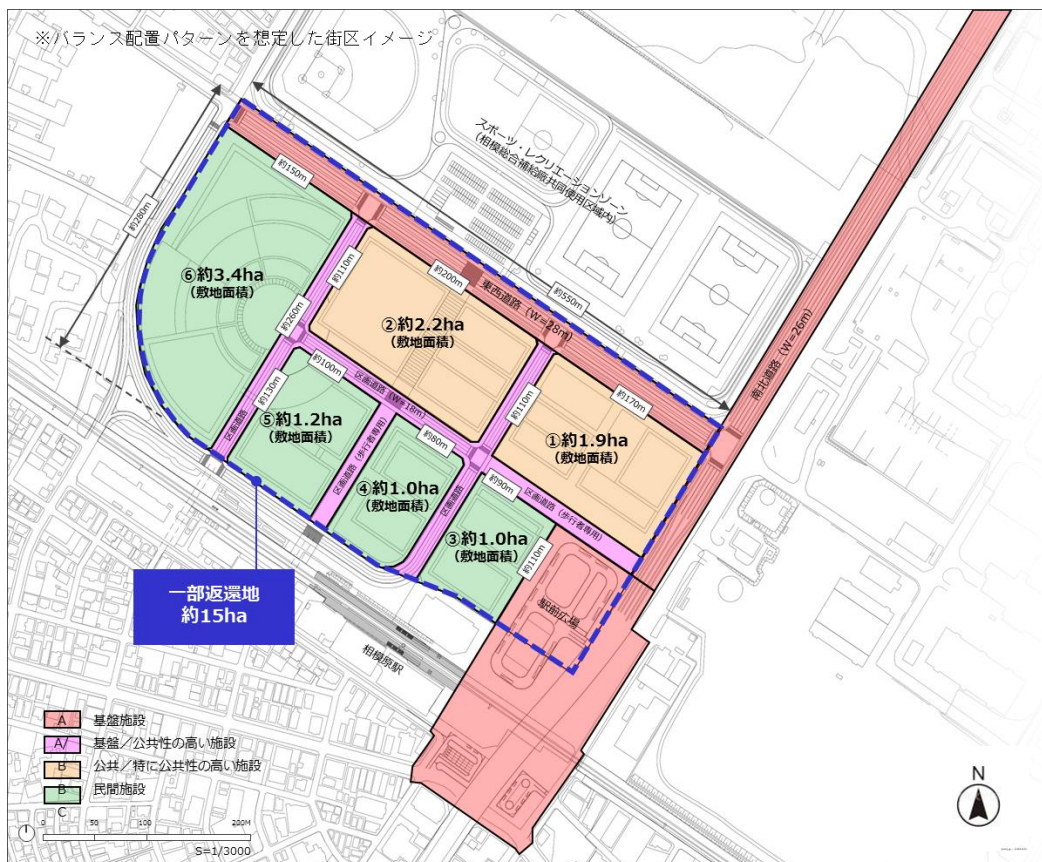 ※バランス配置パターンを想定した街区イメージ
スポーツ・レクリエーションゾーン
(相模総合補給廠共同使用区域内)
約150m
約280m
⑥約3.4ha
(敷地面積)
約110m
約200m
東西道路(W=28m)
約550m
南北道路(W=26m)
②約2.2ha
(敷地面積)
約260m
約100m
区画道路(W=18m)
約110m
約170m
約130m
区画道路
⑤約1.2ha
(敷地面積)
約80m
①約1.9ha
(敷地面積)
区画道路(歩行者専用)
④約1.0ha
(敷地面積)
区画道路
約90m
区画道路(歩行者専用)
③約1.0ha
(敷地面積)
約110m
駅前広場
一部返還地
約15ha
相模原駅
A 基盤施設
A/ 基盤/公共性の高い施設
B 公共/特に公共性の高い施設
B 民間施設
C
0 50 100 200M
S=1/3000
N